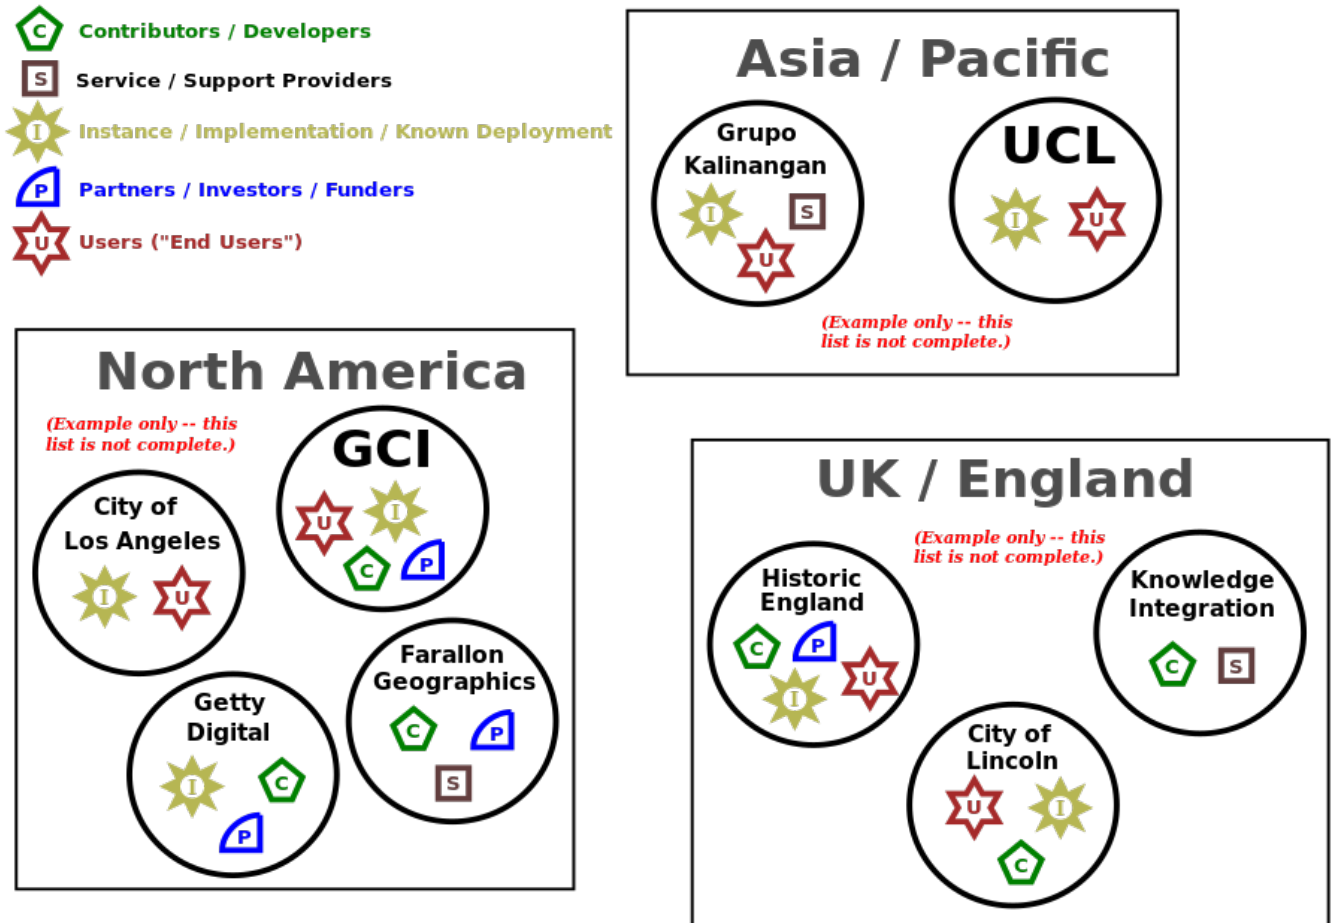 C Contributors / Developers
S Service / Support Providers
I Instance / Implementation / Known Deployment
P Partners / Investors / Funders
U Users ("End Users")
Asia / Pacific
Grupo
Kalinangan
I S
U
UCL
I U
(Example only -- this
list is not complete.)
North America
(Example only -- this
list is not complete.)
GCI
U I
C P
City of
Los Angeles
I U
Farallon
Geographics
C P
S
Getty
Digital
I C
P
UK / England
(Example only -- this
list is not complete.)
Historic
England
C P
I U
Knowledge
Integration
C S
City of
Lincoln
U I
C